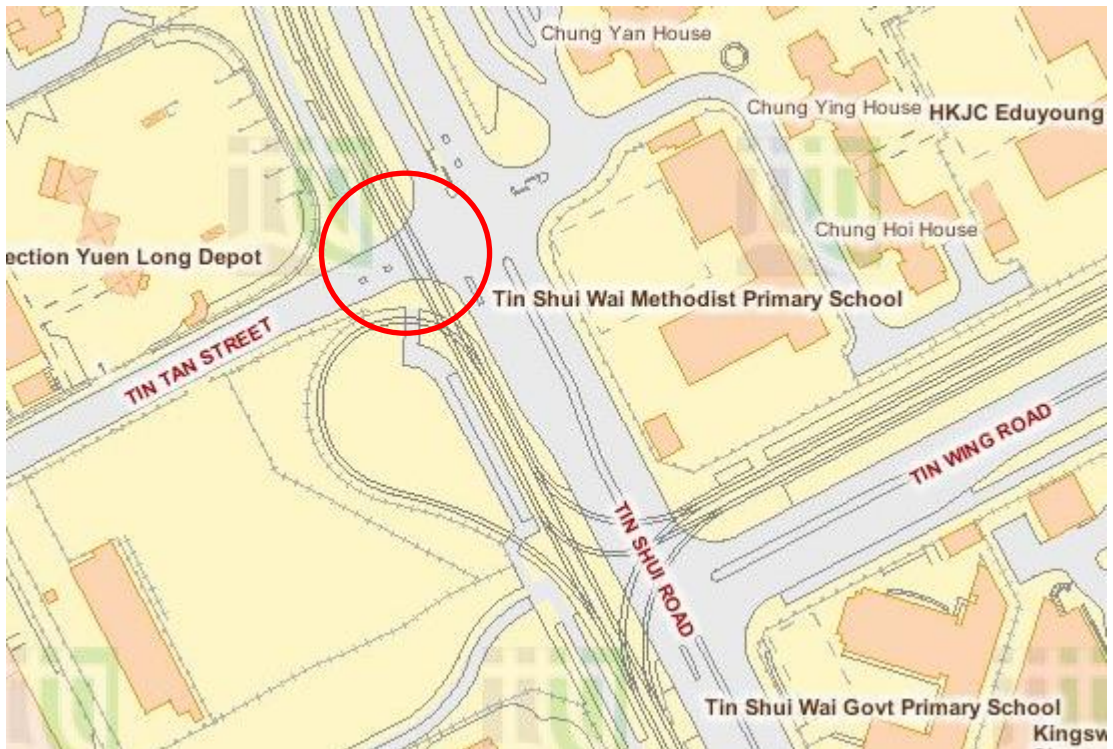 Chung Yan House
Chung Ying House
HKJC Eduyoung
Chung Hoi House
ection Yuen Long Depot
Tin Shui Wai Methodist Primary School
TIN TAN STREET
TIN WING ROAD
TIN SHUI ROAD
Tin Shui Wai Govt Primary School
Kingsw